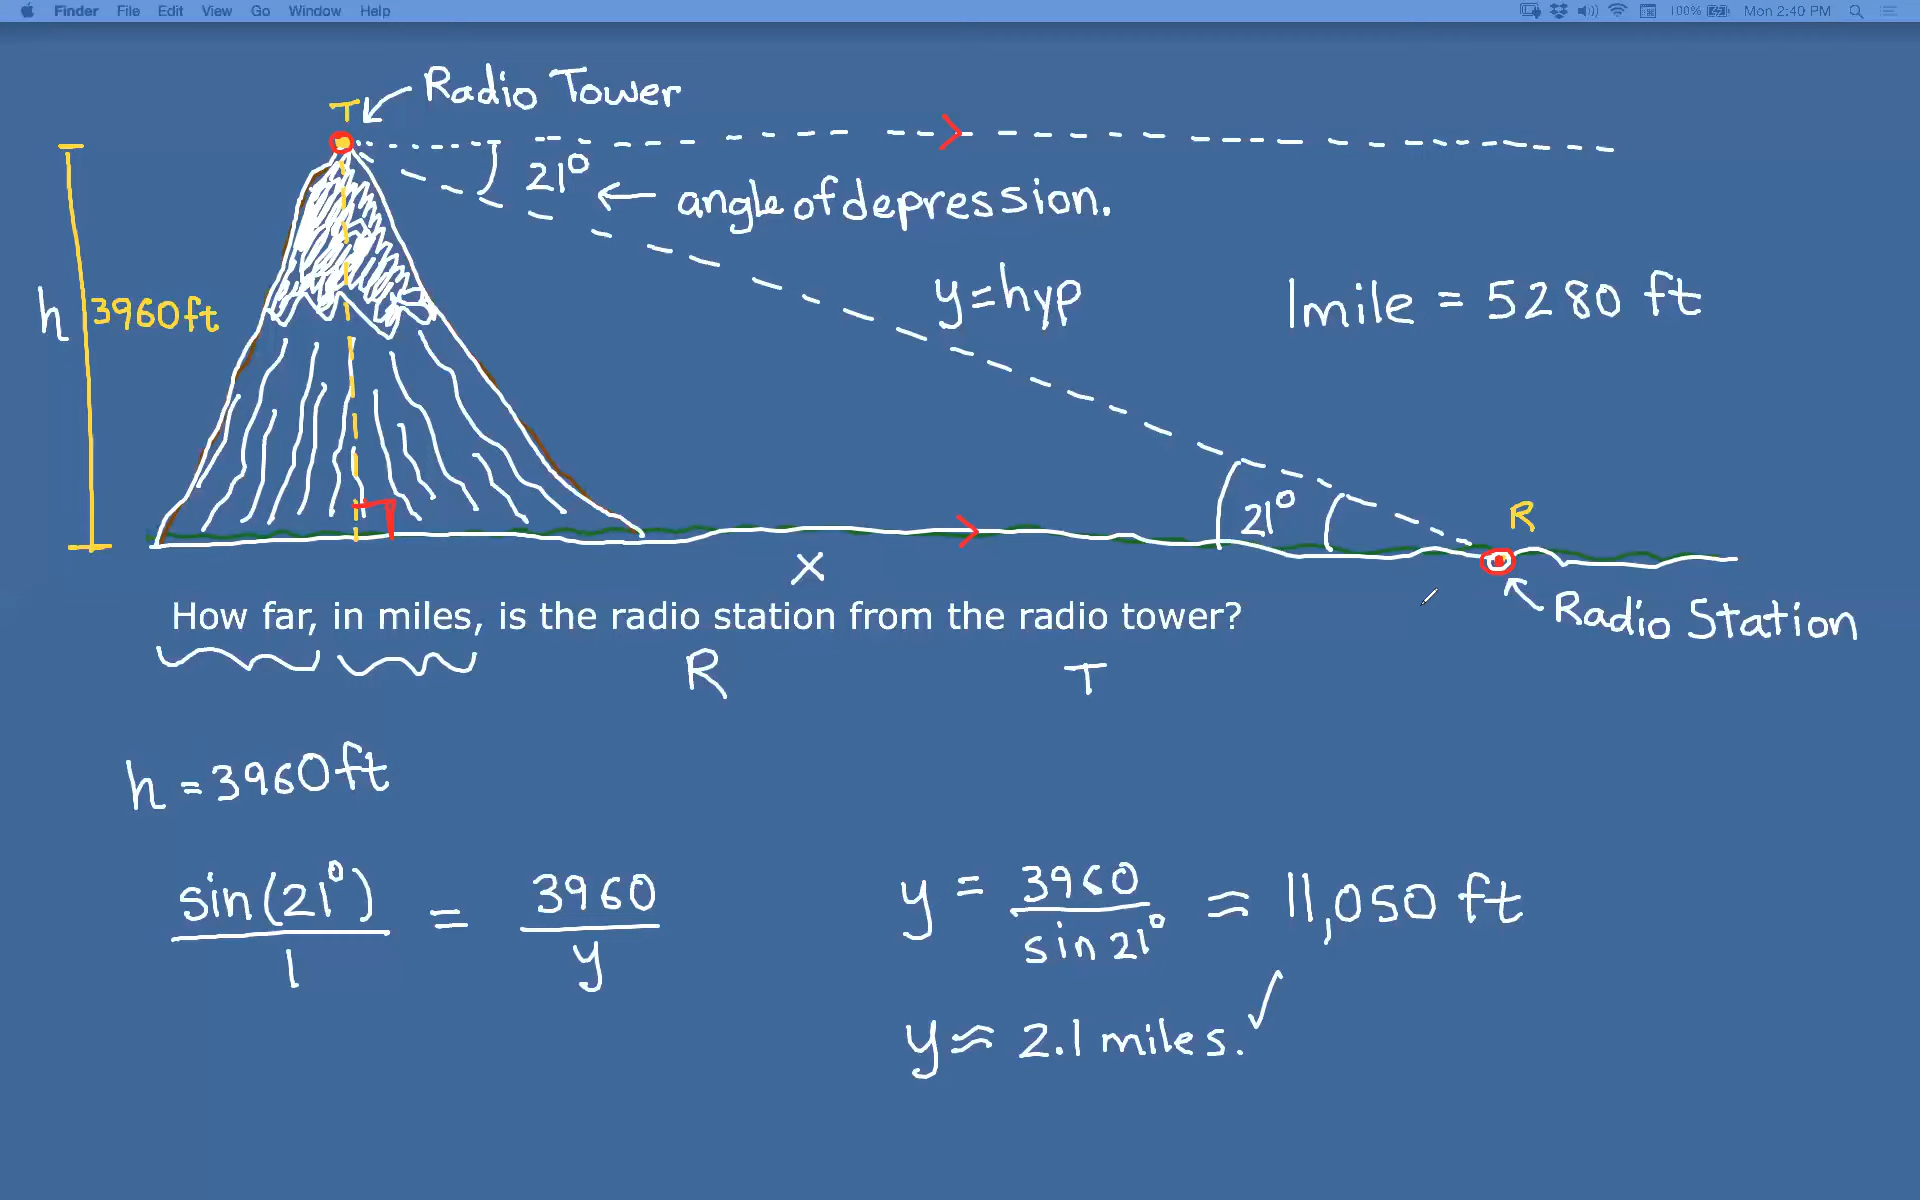 Finder File Edit View Go Window Help 100% Mon 2:40 PM
T Radio Tower
21° ← angle of depression.
h 3960ft
y=hyp
1mile = 5280 ft
21°
R
x
Radio Station
How far, in miles, is the radio station from the radio tower?
R T
h = 3960ft
sin(21°)/1 = 3960/y
y = 3960/sin 21° ≈ 11,050 ft
y ≈ 2.1 miles. ✓